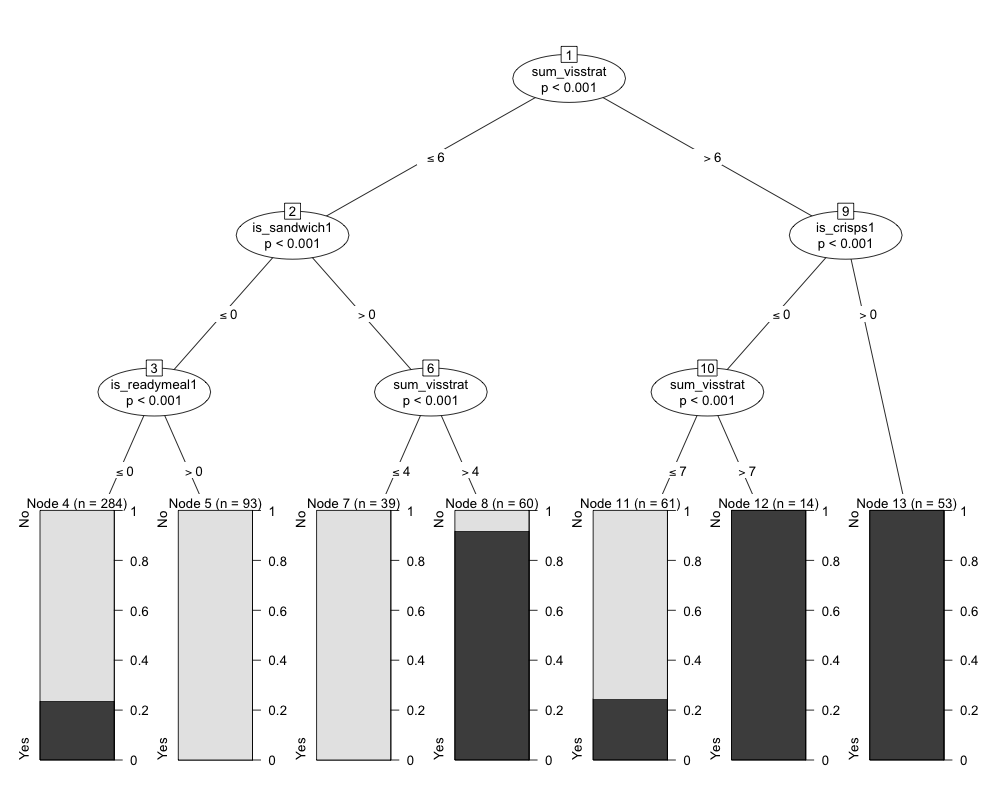 1
sum_visstrat
p < 0.001
≤ 6
> 6
2
is_sandwich1
p < 0.001
9
is_crisps1
p < 0.001
≤ 0
> 0
≤ 0
> 0
3
is_readymeal1
p < 0.001
6
sum_visstrat
p < 0.001
10
sum_visstrat
p < 0.001
≤ 0
> 0
≤ 4
> 4
≤ 7
> 7
Node 4 (n = 284)
No
Yes
1
0.8
0.6
0.4
0.2
0
Node 5 (n = 93)
No
Yes
1
0.8
0.6
0.4
0.2
0
Node 7 (n = 39)
No
Yes
1
0.8
0.6
0.4
0.2
0
Node 8 (n = 60)
No
Yes
1
0.8
0.6
0.4
0.2
0
Node 11 (n = 61)
No
Yes
1
0.8
0.6
0.4
0.2
0
Node 12 (n = 14)
No
Yes
1
0.8
0.6
0.4
0.2
0
Node 13 (n = 53)
No
Yes
1
0.8
0.6
0.4
0.2
0